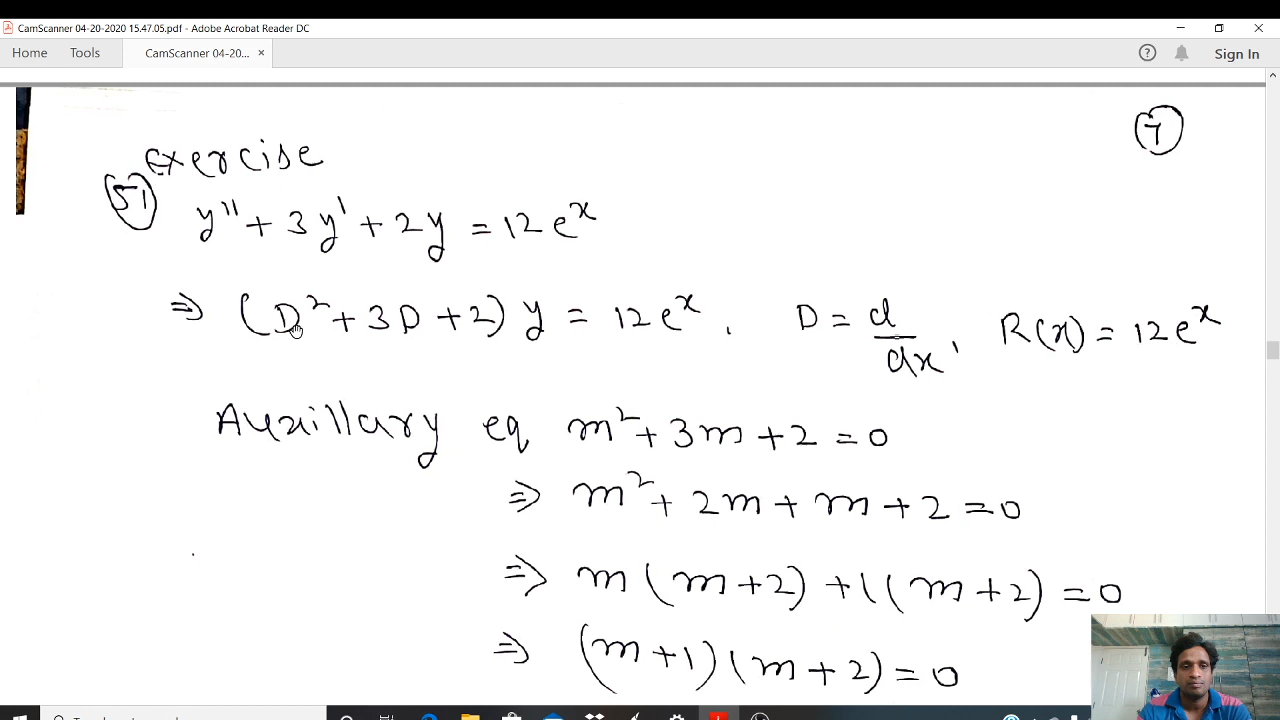 CamScanner 04-20-2020 15.47.05.pdf - Adobe Acrobat Reader DC
Home Tools CamScanner 04-20... × Sign In
7
Exercise
51
y'' + 3y' + 2y = 12e^x
⇒ (D² + 3D + 2) y = 12e^x. D = d/dx, R(x) = 12e^x
Auxillary eq m² + 3m + 2 = 0
⇒ m² + 2m + m + 2 = 0
⇒ m(m+2) + 1(m+2) = 0
⇒ (m+1)(m+2) = 0